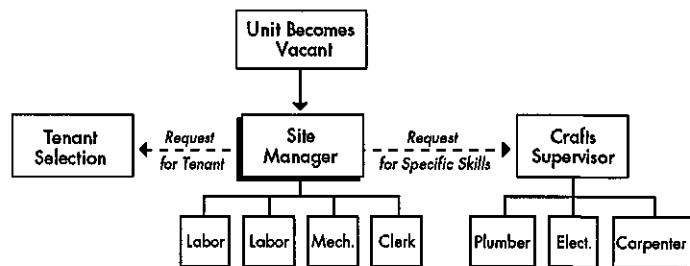 Unit Becomes
Vacant
Tenant
Selection
Request
for Tenant
Site
Manager
Request
for Specific Skills
Crafts
Supervisor
Labor
Labor
Mech.
Clerk
Plumber
Elect.
Carpenter